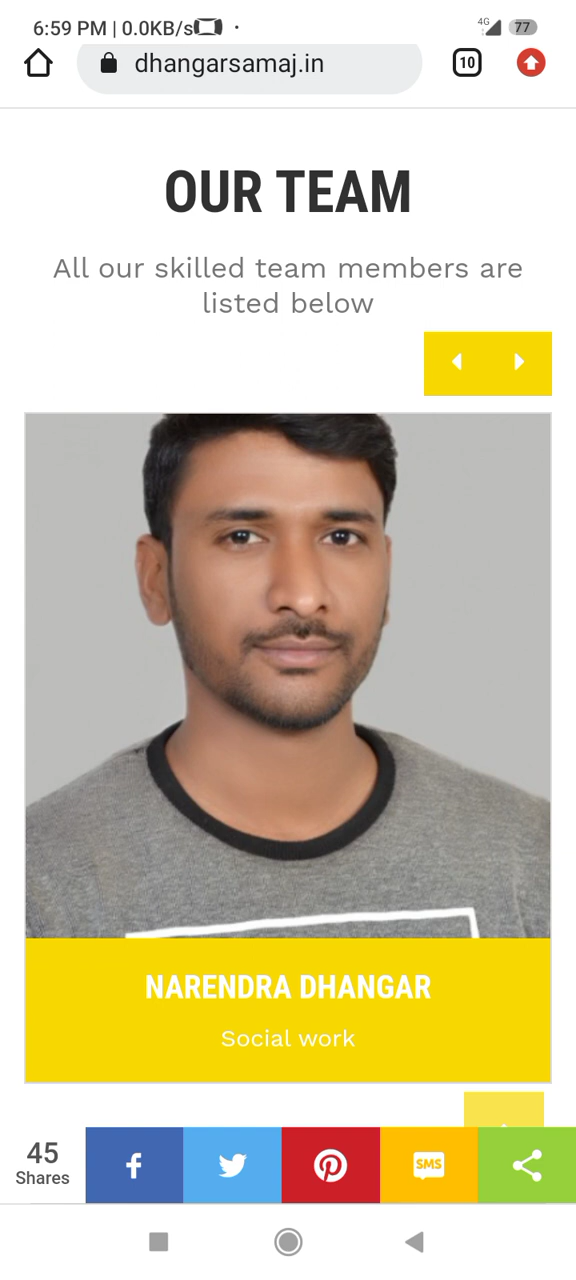 6:59 PM | 0.0KB/s
4G
77
dhangarsamaj.in
10
OUR TEAM
All our skilled team members are
listed below
NARENDRA DHANGAR
Social work
45
Shares
SMS